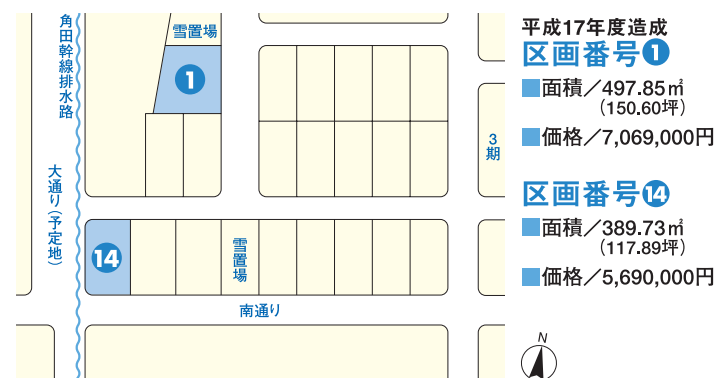 角田幹線排水路
雪置場
1
大通り(予定地)
3期
14
雪置場
南通り
平成17年度造成
区画番号1
■面積／497.85㎡
(150.60坪)
■価格／7,069,000円
区画番号14
■面積／389.73㎡
(117.89坪)
■価格／5,690,000円
N